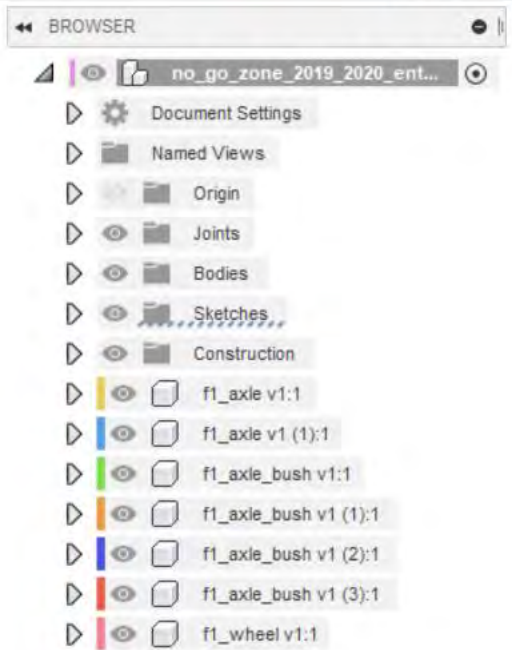 BROWSER
no_go_zone_2019_2020_ent...
Document Settings
Named Views
Origin
Joints
Bodies
Sketches
Construction
f1_axle v1:1
f1_axle v1 (1):1
f1_axle_bush v1:1
f1_axle_bush v1 (1):1
f1_axle_bush v1 (2):1
f1_axle_bush v1 (3):1
f1_wheel v1:1